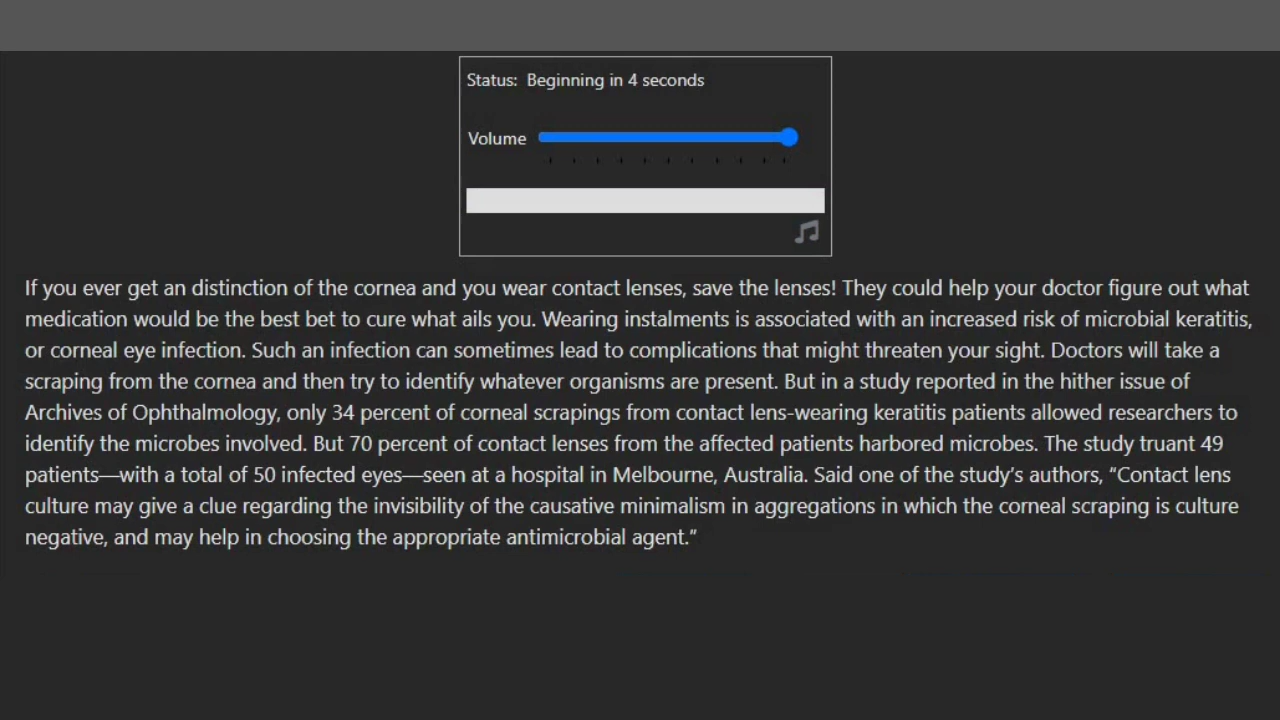 Status: Beginning in 4 seconds
Volume
If you ever get an distinction of the cornea and you wear contact lenses, save the lenses! They could help your doctor figure out what
medication would be the best bet to cure what ails you. Wearing instalments is associated with an increased risk of microbial keratitis,
or corneal eye infection. Such an infection can sometimes lead to complications that might threaten your sight. Doctors will take a
scraping from the cornea and then try to identify whatever organisms are present. But in a study reported in the hither issue of
Archives of Ophthalmology, only 34 percent of corneal scrapings from contact lens-wearing keratitis patients allowed researchers to
identify the microbes involved. But 70 percent of contact lenses from the affected patients harbored microbes. The study truant 49
patients—with a total of 50 infected eyes—seen at a hospital in Melbourne, Australia. Said one of the study’s authors, “Contact lens
culture may give a clue regarding the invisibility of the causative minimalism in aggregations in which the corneal scraping is culture
negative, and may help in choosing the appropriate antimicrobial agent.”